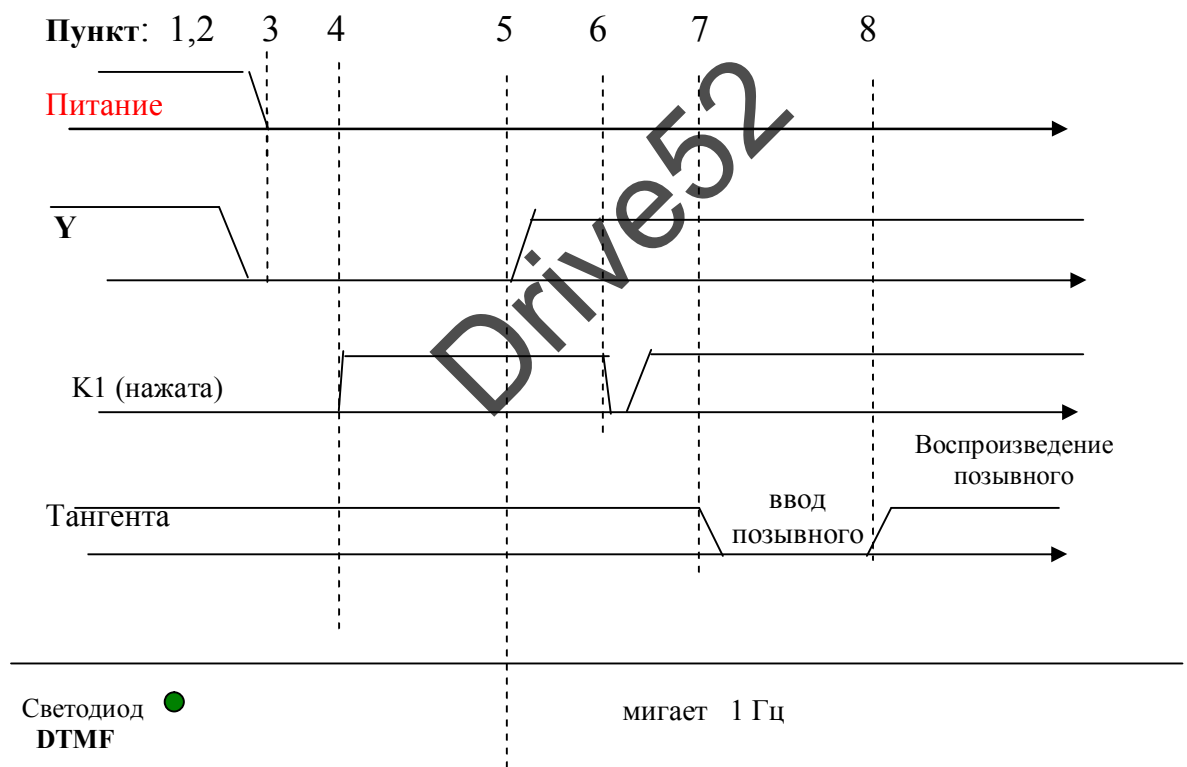 Пункт: 1,2 3 4 5 6 7 8
Питание
Y
К1 (нажата)
Воспроизведение
позывного
Тангента
ввод
позывного
Светодиод
DTMF
мигает 1 Гц
Drive52